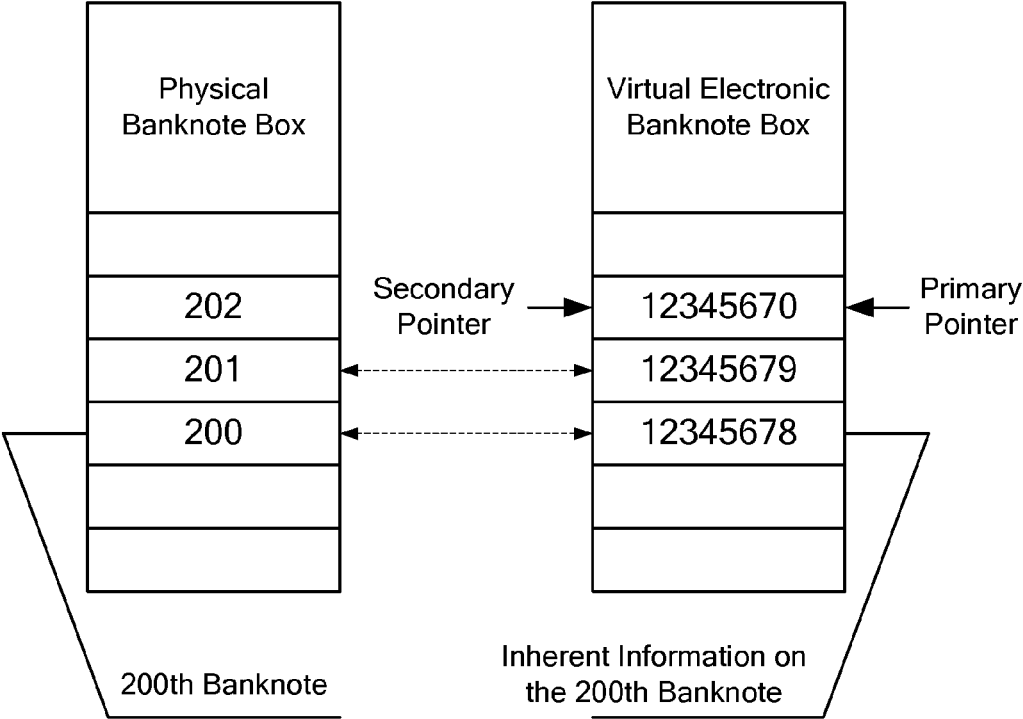 Physical
Banknote Box
Virtual Electronic
Banknote Box
202
Secondary
Pointer
12345670
Primary
Pointer
201
12345679
200
12345678
200th Banknote
Inherent Information on
the 200th Banknote